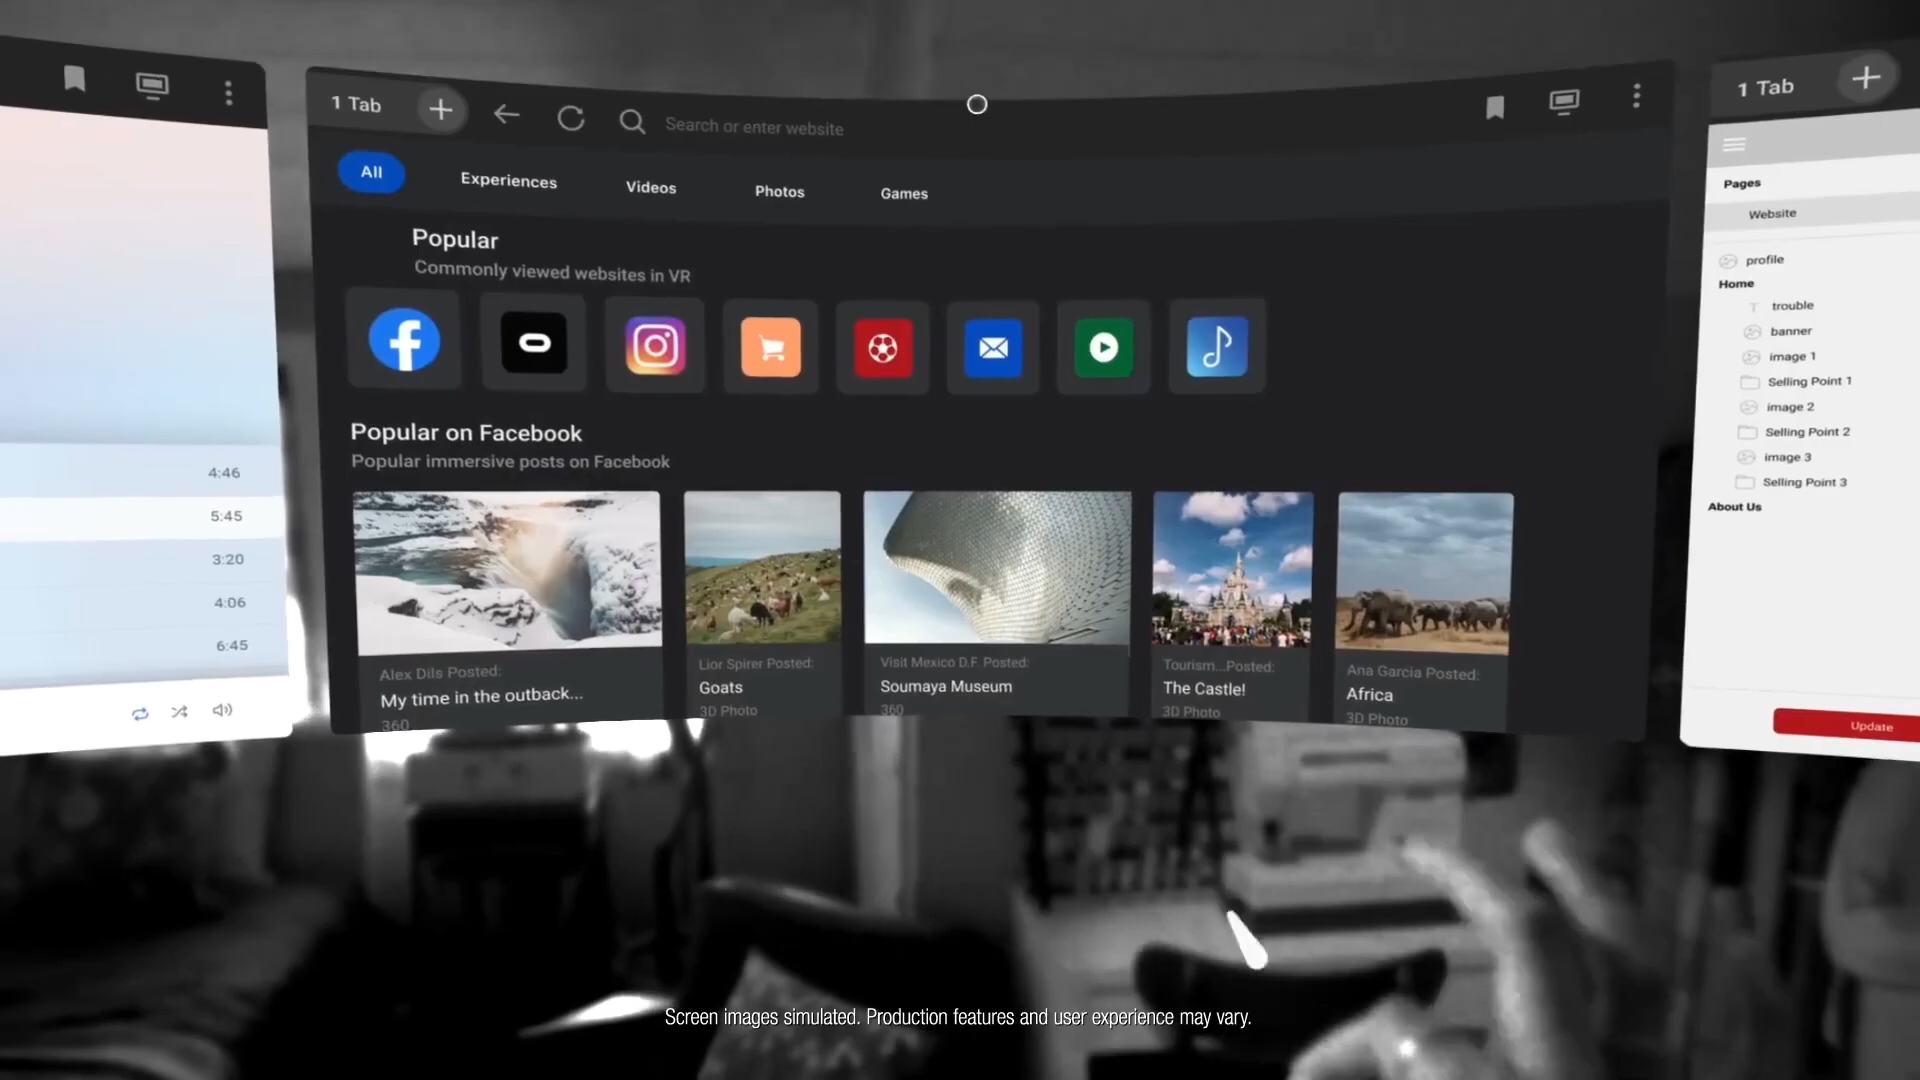 4:46
5:45
3:20
4:06
6:45
1 Tab
Search or enter website
All
Experiences
Videos
Photos
Games
Popular
Commonly viewed websites in VR
Popular on Facebook
Popular immersive posts on Facebook
Alex Dils Posted:
My time in the outback...
360
Lior Spirer Posted:
Goats
3D Photo
Visit Mexico D.F. Posted:
Soumaya Museum
360
Tourism...Posted:
The Castle!
3D Photo
Ana Garcia Posted:
Africa
3D Photo
1 Tab
Pages
Website
profile
Home
trouble
banner
image 1
Selling Point 1
image 2
Selling Point 2
image 3
Selling Point 3
About Us
Update
Screen images simulated. Production features and user experience may vary.